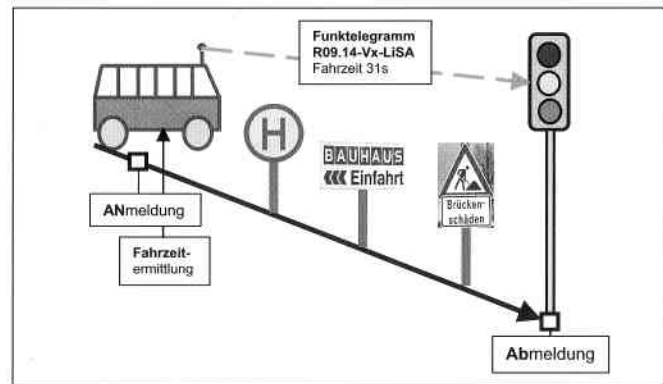 Funktelegramm
R09.14-Vx-LiSA
Fahrzeit 31s
H
BAUHAUS
Einfahrt
Brücken-
schäden
ANmeldung
Fahrzeit-
ermittlung
Abmeldung